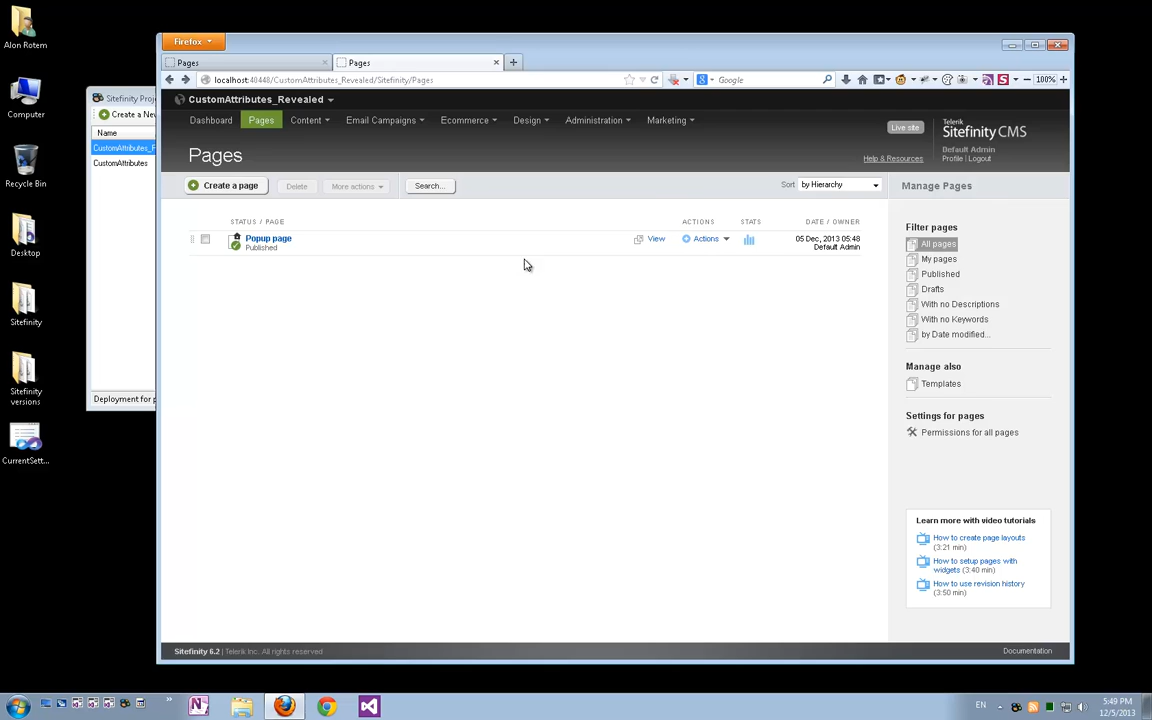 Alon Rotem
Computer
Recycle Bin
Desktop
Sitefinity
Sitefinity
versions
CurrentSett...
Sitefinity Proje
Create a New
Name
CustomAttributes_F
CustomAttributes
Deployment for p
Firefox
Pages
Pages
localhost:40448/CustomAttributes_Revealed/Sitefinity/Pages
Google
100%
CustomAttributes_Revealed
Dashboard
Pages
Content
Email Campaigns
Ecommerce
Design
Administration
Marketing
Live site
Telerik
Sitefinity CMS
Default Admin
Profile | Logout
Help & Resources
Pages
Create a page
Delete
More actions
Search...
Sort
by Hierarchy
Manage Pages
STATUS / PAGE
ACTIONS
STATS
DATE / OWNER
Popup page
Published
View
Actions
05 Dec, 2013 05:48
Default Admin
Filter pages
All pages
My pages
Published
Drafts
With no Descriptions
With no Keywords
by Date modified...
Manage also
Templates
Settings for pages
Permissions for all pages
Learn more with video tutorials
How to create page layouts
(3:21 min)
How to setup pages with
widgets (3:40 min)
How to use revision history
(3:50 min)
Sitefinity 6.2 | Telerik Inc. All rights reserved
Documentation
EN
5:49 PM
12/5/2013